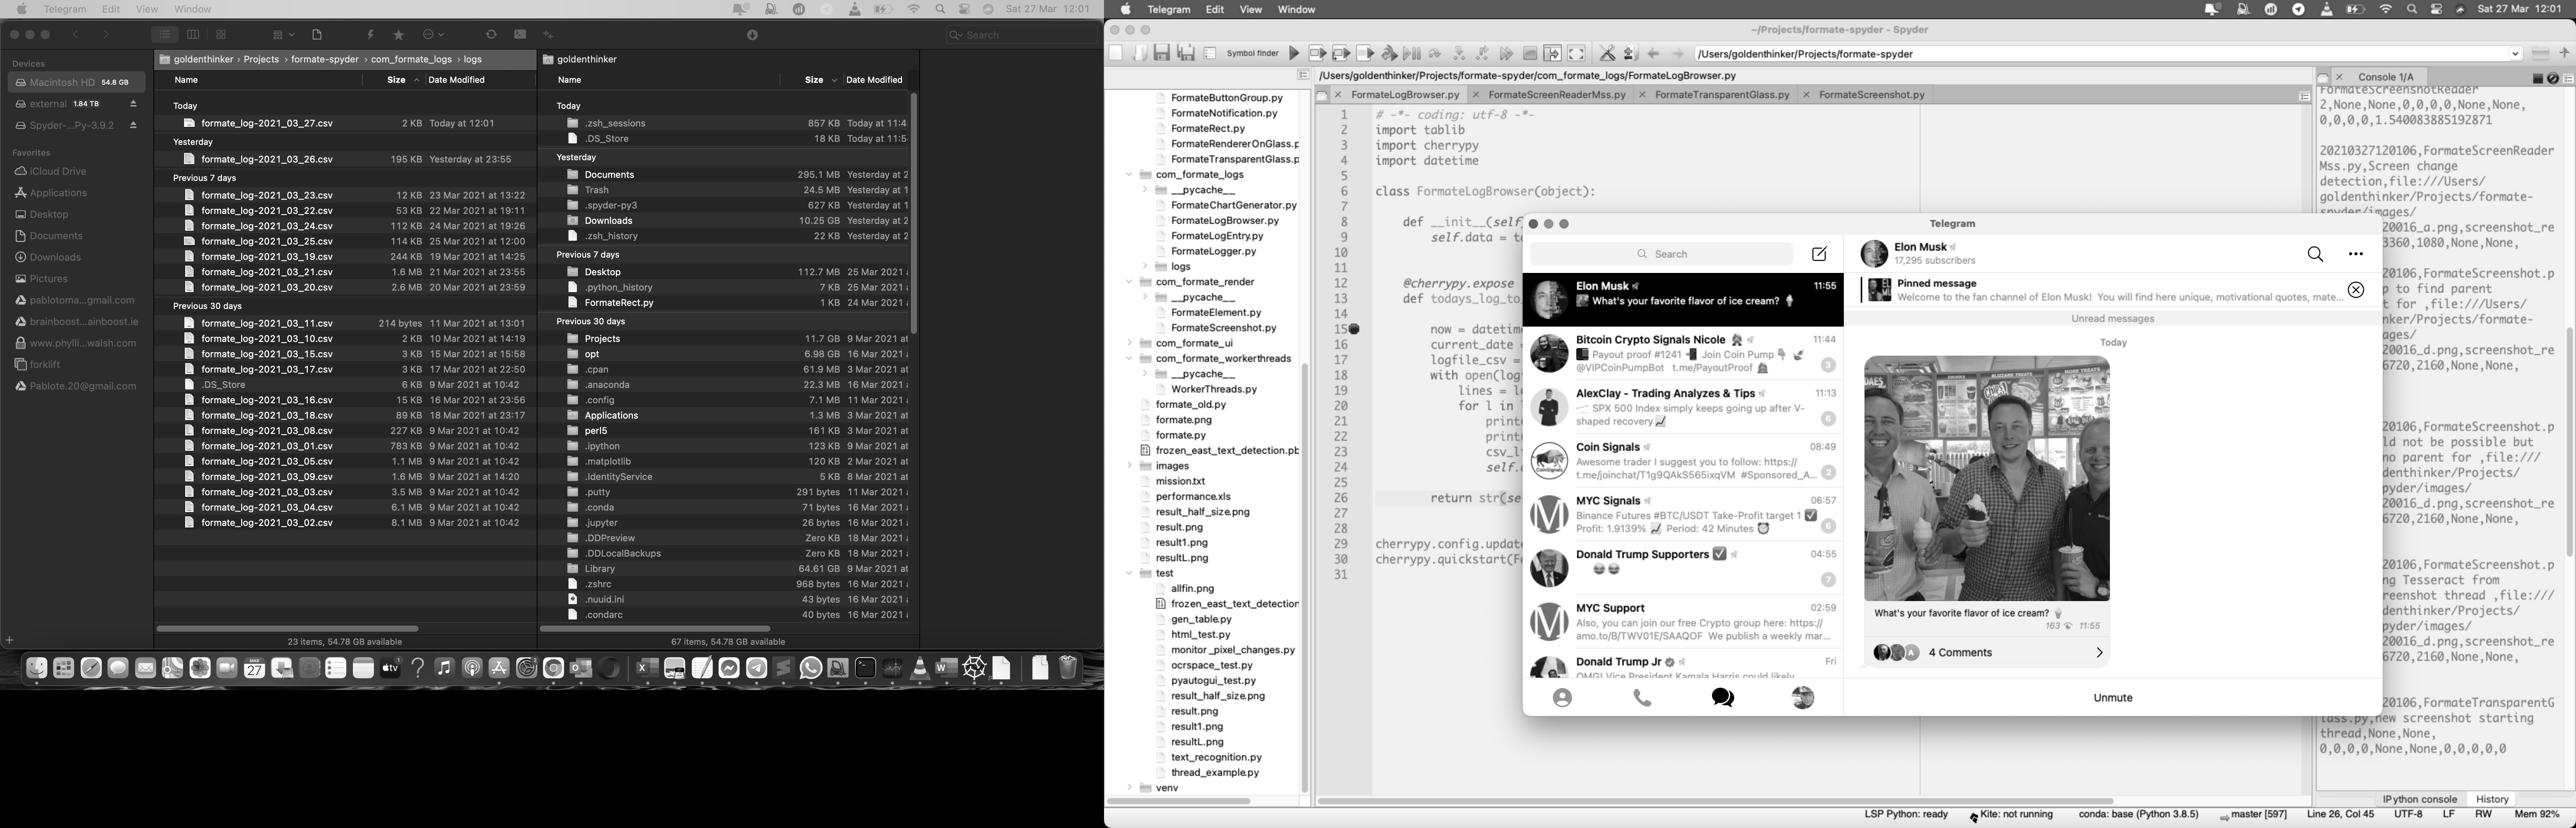 Telegram Edit View Window
Sat 27 Mar 12:01
Search
Devices
Macintosh HD 54.8 GB
external 1.84 TB
Spyder-...Py-3.9.2
Favorites
iCloud Drive
Applications
Desktop
Documents
Downloads
Pictures
pablotoma...gmail.com
brainboost...ainboost.ie
www.phylli...walsh.com
forklift
Pablote.20@gmail.com
goldenthinker › Projects › formate-spyder › com_formate_logs › logs
Name Size Date Modified
Today
formate_log-2021_03_27.csv 2 KB Today at 12:01
Yesterday
formate_log-2021_03_26.csv 195 KB Yesterday at 23:55
Previous 7 days
formate_log-2021_03_23.csv 12 KB 23 Mar 2021 at 13:22
formate_log-2021_03_22.csv 53 KB 22 Mar 2021 at 19:11
formate_log-2021_03_24.csv 112 KB 24 Mar 2021 at 19:26
formate_log-2021_03_25.csv 114 KB 25 Mar 2021 at 12:00
formate_log-2021_03_19.csv 244 KB 19 Mar 2021 at 14:25
formate_log-2021_03_21.csv 1.6 MB 21 Mar 2021 at 23:55
formate_log-2021_03_20.csv 2.6 MB 20 Mar 2021 at 23:59
Previous 30 days
formate_log-2021_03_11.csv 214 bytes 11 Mar 2021 at 13:01
formate_log-2021_03_10.csv 2 KB 10 Mar 2021 at 14:19
formate_log-2021_03_15.csv 3 KB 15 Mar 2021 at 15:58
formate_log-2021_03_17.csv 3 KB 17 Mar 2021 at 22:50
.DS_Store 6 KB 9 Mar 2021 at 10:42
formate_log-2021_03_16.csv 15 KB 16 Mar 2021 at 23:56
formate_log-2021_03_18.csv 89 KB 18 Mar 2021 at 23:17
formate_log-2021_03_08.csv 227 KB 9 Mar 2021 at 10:42
formate_log-2021_03_01.csv 783 KB 9 Mar 2021 at 10:42
formate_log-2021_03_05.csv 1.1 MB 9 Mar 2021 at 10:42
formate_log-2021_03_09.csv 1.6 MB 9 Mar 2021 at 14:20
formate_log-2021_03_03.csv 3.5 MB 9 Mar 2021 at 10:42
formate_log-2021_03_04.csv 6.1 MB 9 Mar 2021 at 10:42
formate_log-2021_03_02.csv 8.1 MB 9 Mar 2021 at 10:42
23 items, 54.78 GB available
goldenthinker
Name Size Date Modified
Today
.zsh_sessions 857 KB Today at 11:4
.DS_Store 18 KB Today at 11:5
Yesterday
Documents 295.1 MB Yesterday at 2
Trash 24.5 MB Yesterday at 1
.spyder-py3 627 KB Yesterday at 1
Downloads 10.25 GB Yesterday at 2
.zsh_history 22 KB Yesterday at 2
Previous 7 days
Desktop 112.7 MB 25 Mar 2021
.python_history 7 KB 25 Mar 2021
FormateRect.py 1 KB 24 Mar 2021
Previous 30 days
Projects 11.7 GB 9 Mar 2021 at
opt 6.98 GB 16 Mar 2021
.cpan 61.9 MB 3 Mar 2021 at
.anaconda 22.3 MB 16 Mar 2021
.config 7.1 MB 11 Mar 2021
Applications 1.3 MB 3 Mar 2021 at
perl5 161 KB 3 Mar 2021 at
.ipython 123 KB 9 Mar 2021 at
.matplotlib 120 KB 2 Mar 2021 at
.IdentityService 5 KB 8 Mar 2021 at
.putty 291 bytes 11 Mar 2021
.conda 71 bytes 16 Mar 2021
.jupyter 26 bytes 16 Mar 2021
.DDPreview Zero KB 18 Mar 2021
.DDLocalBackups Zero KB 18 Mar 2021
Library 64.61 GB 9 Mar 2021 at
.zshrc 968 bytes 16 Mar 2021
.nuuid.ini 43 bytes 16 Mar 2021
.condarc 40 bytes 16 Mar 2021
67 items, 54.78 GB available
MAR
27
tv
Telegram Edit View Window
Sat 27 Mar 12:01
~/Projects/formate-spyder - Spyder
Symbol finder
/Users/goldenthinker/Projects/formate-spyder
/Users/goldenthinker/Projects/formate-spyder/com_formate_logs/FormateLogBrowser.py
FormateLogBrowser.py FormateScreenReaderMss.py FormateTransparentGlass.py FormateScreenshot.py
FormateButtonGroup.py
FormateNotification.py
FormateRect.py
FormateRendererOnGlass.p
FormateTransparentGlass.p
com_formate_logs
__pycache__
FormateChartGenerator.py
FormateLogBrowser.py
FormateLogEntry.py
FormateLogger.py
logs
com_formate_render
__pycache__
FormateElement.py
FormateScreenshot.py
com_formate_ui
com_formate_workerthreads
__pycache__
WorkerThreads.py
formate_old.py
formate.png
formate.py
frozen_east_text_detection.pb
images
mission.txt
performance.xls
result_half_size.png
result.png
result1.png
resultL.png
test
allfin.png
frozen_east_text_detection
gen_table.py
html_test.py
monitor_pixel_changes.py
ocrspace_test.py
pyautogui_test.py
result_half_size.png
result.png
result1.png
resultL.png
text_recognition.py
thread_example.py
venv
1 # -*- coding: utf-8 -*-
2 import tablib
3 import cherrypy
4 import datetime
5
6 class FormateLogBrowser(object):
7
8 def __init__(self
9 self.data = ta
10
11
12 @cherrypy.expose
13 def todays_log_to
14
15 now = datetim
16 current_date =
17 logfile_csv =
18 with open(log
19 lines = l
20 for l in l
21 print
22 print
23 csv_l
24 self.
25
26 return str(se
27
28
29 cherrypy.config.updat
30 cherrypy.quickstart(F
31
Telegram
Search
Elon Musk 11:55
What's your favorite flavor of ice cream?
Bitcoin Crypto Signals Nicole 11:44
Payout proof #1241 Join Coin Pump
@VIPCoinPumpBot t.me/PayoutProof 3
AlexClay - Trading Analyzes & Tips 11:13
SPX 500 Index simply keeps going up after V-
shaped recovery 6
Coin Signals 08:49
Awesome trader I suggest you to follow: https://
t.me/joinchat/T1g9QAkS565ixqVM #Sponsored_A... 2
MYC Signals 06:57
Binance Futures #BTC/USDT Take-Profit target 1
Profit: 1.9139% Period: 42 Minutes 6
Donald Trump Supporters 04:55
7
MYC Support 02:59
Also, you can join our free Crypto group here: https://
amo.to/B/TWV01E/SAAQOF We publish a weekly mar...
Donald Trump Jr Fri
OMG! Vice President Kamala Harris could likely
Elon Musk
17,295 subscribers
Pinned message
Welcome to the fan channel of Elon Musk! You will find here unique, motivational quotes, mate...
Unread messages
Today
What's your favorite flavor of ice cream?
163 11:55
A 4 Comments
Unmute
Console 1/A
FormateScreenshotReader
2,None,None,0,0,0,0,None,None,
0,0,0,0,1.540083885192871
20210327120106,FormateScreenReader
Mss.py,Screen change
detection,file:///Users/
goldenthinker/Projects/formate-
spyder/images/
20016_a.png,screenshot_re
3360,1080,None,None,
20106,FormateScreenshot.p
p to find parent
t for ,file:///Users/
nker/Projects/formate-
images/
20016_d.png,screenshot_re
6720,2160,None,None,
20106,FormateScreenshot.p
ld not be possible but
no parent for ,file:///
denthinker/Projects/
pyder/images/
20016_d.png,screenshot_re
6720,2160,None,None,
20106,FormateScreenshot.p
ng Tesseract from
reenshot thread ,file:///
denthinker/Projects/
pyder/images/
20016_d.png,screenshot_re
6720,2160,None,None,
20106,FormateTransparentG
lass.py,new screenshot starting
thread,None,None,
0,0,0,0,None,None,0,0,0,0,0
IPython console History
LSP Python: ready Kite: not running conda: base (Python 3.8.5) master [597] Line 26, Col 45 UTF-8 LF RW Mem 92%